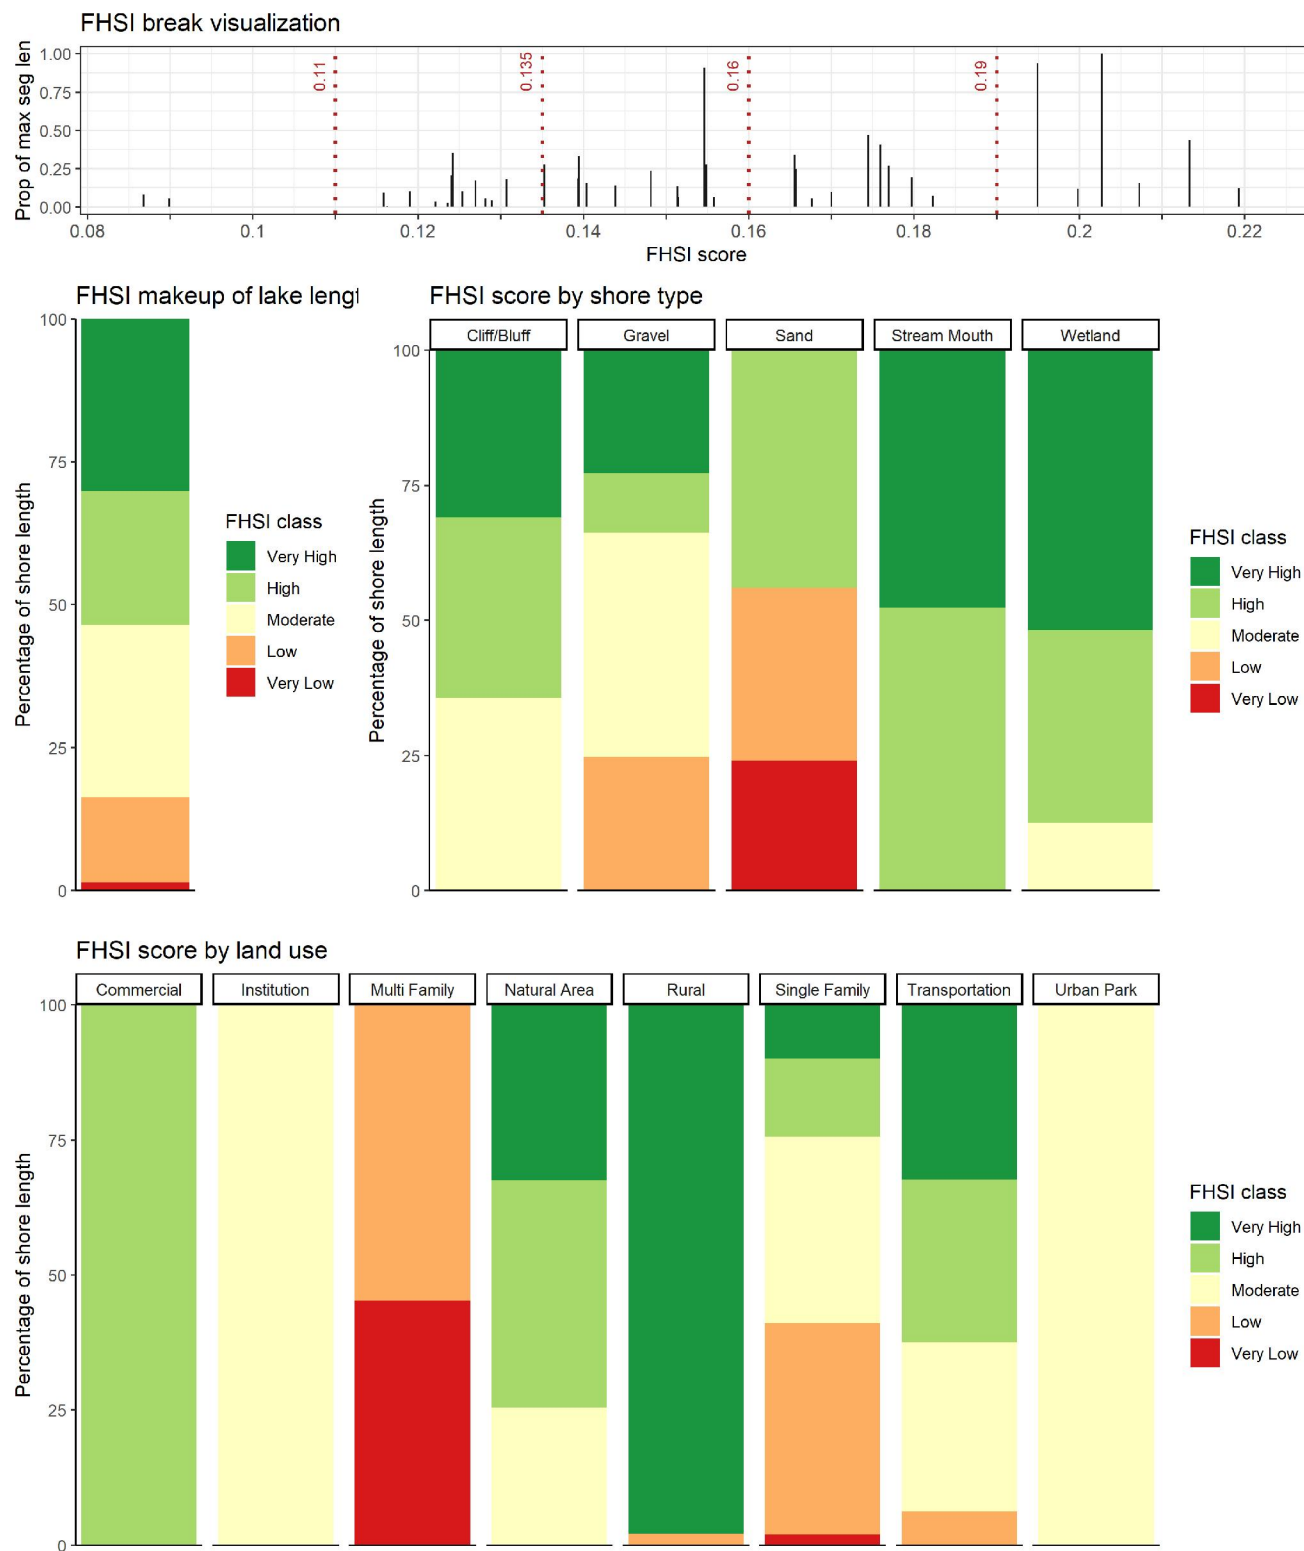 FHSI break visualization
Prop of max seg len
1.00
0.75
0.50
0.25
0.00
0.11
0.135
0.16
0.19
0.08
0.1
0.12
0.14
0.16
0.18
0.2
0.22
FHSI score
FHSI makeup of lake lengt
Percentage of shore length
100
75
50
25
0
FHSI class
Very High
High
Moderate
Low
Very Low
FHSI score by shore type
Cliff/Bluff
Gravel
Sand
Stream Mouth
Wetland
Percentage of shore length
100
75
50
25
0
FHSI class
Very High
High
Moderate
Low
Very Low
FHSI score by land use
Commercial
Institution
Multi Family
Natural Area
Rural
Single Family
Transportation
Urban Park
Percentage of shore length
100
75
50
25
0
FHSI class
Very High
High
Moderate
Low
Very Low